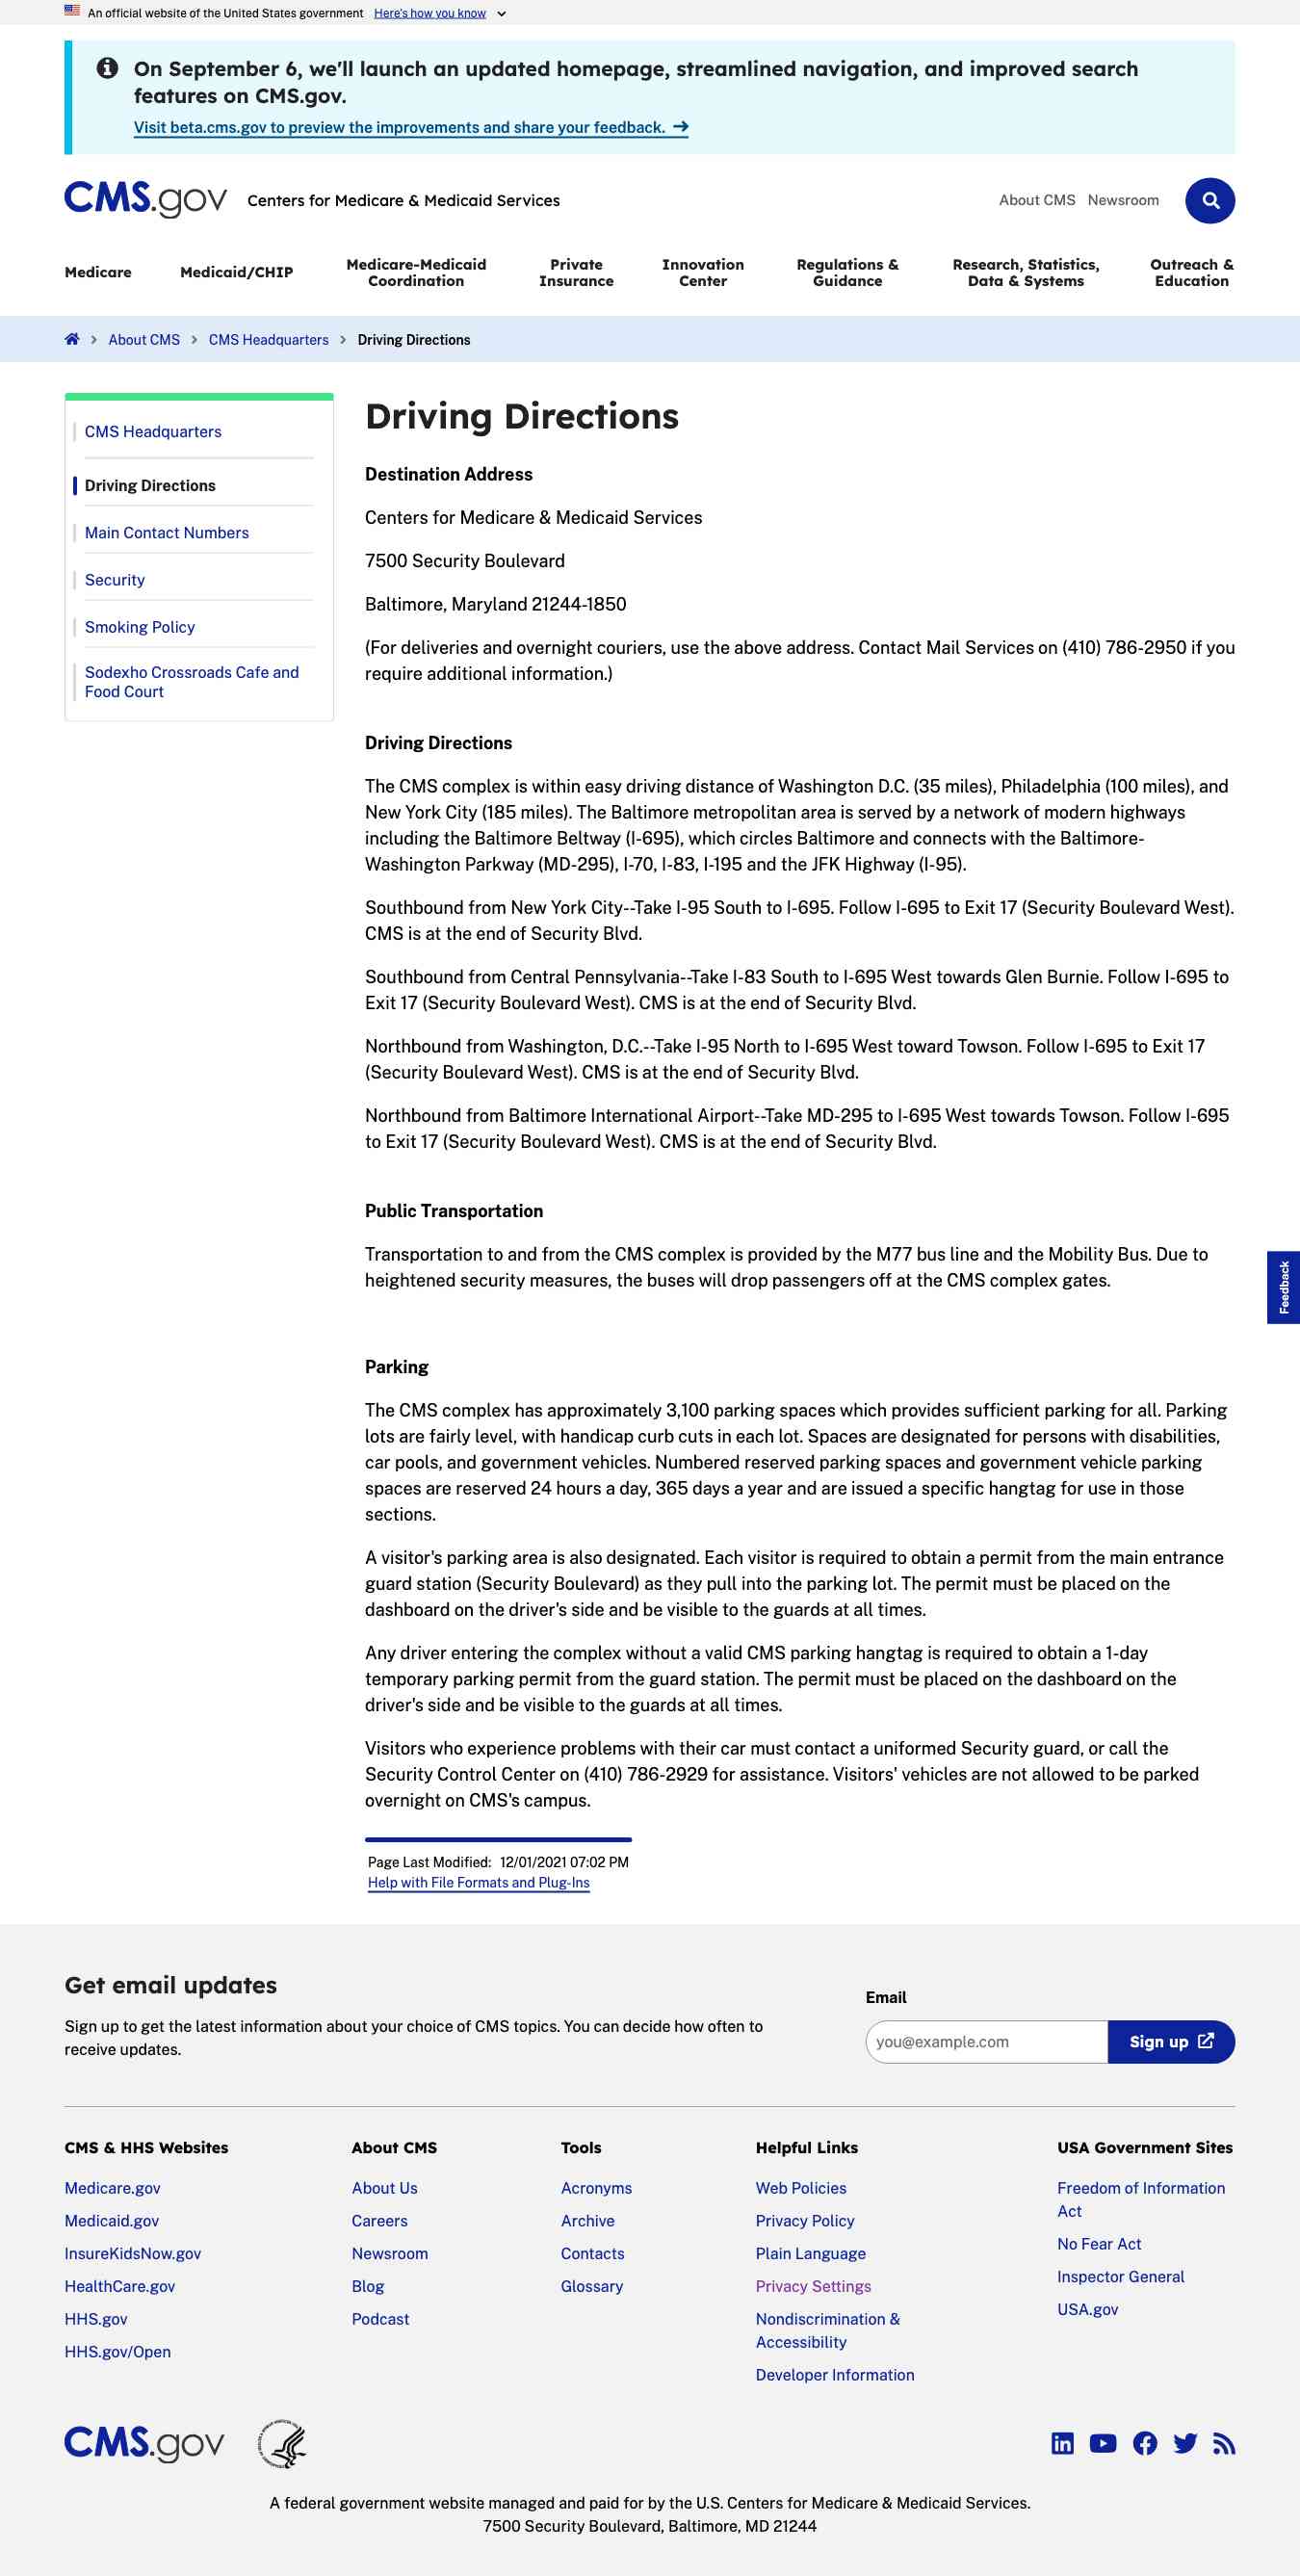 An official website of the United States government Here's how you know
On September 6, we'll launch an updated homepage, streamlined navigation, and improved search
features on CMS.gov.
Visit beta.cms.gov to preview the improvements and share your feedback.
CMS.gov Centers for Medicare & Medicaid Services
About CMS Newsroom
Medicare
Medicaid/CHIP
Medicare-Medicaid
Coordination
Private
Insurance
Innovation
Center
Regulations &
Guidance
Research, Statistics,
Data & Systems
Outreach &
Education
About CMS
CMS Headquarters
Driving Directions
CMS Headquarters
Driving Directions
Main Contact Numbers
Security
Smoking Policy
Sodexho Crossroads Cafe and
Food Court
Driving Directions
Destination Address
Centers for Medicare & Medicaid Services
7500 Security Boulevard
Baltimore, Maryland 21244-1850
(For deliveries and overnight couriers, use the above address. Contact Mail Services on (410) 786-2950 if you
require additional information.)
Driving Directions
The CMS complex is within easy driving distance of Washington D.C. (35 miles), Philadelphia (100 miles), and
New York City (185 miles). The Baltimore metropolitan area is served by a network of modern highways
including the Baltimore Beltway (I-695), which circles Baltimore and connects with the Baltimore-
Washington Parkway (MD-295), I-70, I-83, I-195 and the JFK Highway (I-95).
Southbound from New York City--Take I-95 South to I-695. Follow I-695 to Exit 17 (Security Boulevard West).
CMS is at the end of Security Blvd.
Southbound from Central Pennsylvania--Take I-83 South to I-695 West towards Glen Burnie. Follow I-695 to
Exit 17 (Security Boulevard West). CMS is at the end of Security Blvd.
Northbound from Washington, D.C.--Take I-95 North to I-695 West toward Towson. Follow I-695 to Exit 17
(Security Boulevard West). CMS is at the end of Security Blvd.
Northbound from Baltimore International Airport--Take MD-295 to I-695 West towards Towson. Follow I-695
to Exit 17 (Security Boulevard West). CMS is at the end of Security Blvd.
Public Transportation
Transportation to and from the CMS complex is provided by the M77 bus line and the Mobility Bus. Due to
heightened security measures, the buses will drop passengers off at the CMS complex gates.
Feedback
Parking
The CMS complex has approximately 3,100 parking spaces which provides sufficient parking for all. Parking
lots are fairly level, with handicap curb cuts in each lot. Spaces are designated for persons with disabilities,
car pools, and government vehicles. Numbered reserved parking spaces and government vehicle parking
spaces are reserved 24 hours a day, 365 days a year and are issued a specific hangtag for use in those
sections.
A visitor's parking area is also designated. Each visitor is required to obtain a permit from the main entrance
guard station (Security Boulevard) as they pull into the parking lot. The permit must be placed on the
dashboard on the driver's side and be visible to the guards at all times.
Any driver entering the complex without a valid CMS parking hangtag is required to obtain a 1-day
temporary parking permit from the guard station. The permit must be placed on the dashboard on the
driver's side and be visible to the guards at all times.
Visitors who experience problems with their car must contact a uniformed Security guard, or call the
Security Control Center on (410) 786-2929 for assistance. Visitors' vehicles are not allowed to be parked
overnight on CMS's campus.
Page Last Modified: 12/01/2021 07:02 PM
Help with File Formats and Plug-Ins
Get email updates
Sign up to get the latest information about your choice of CMS topics. You can decide how often to
receive updates.
Email
you@example.com
Sign up
CMS & HHS Websites
Medicare.gov
Medicaid.gov
InsureKidsNow.gov
HealthCare.gov
HHS.gov
HHS.gov/Open
About CMS
About Us
Careers
Newsroom
Blog
Podcast
Tools
Acronyms
Archive
Contacts
Glossary
Helpful Links
Web Policies
Privacy Policy
Plain Language
Privacy Settings
Nondiscrimination &
Accessibility
Developer Information
USA Government Sites
Freedom of Information
Act
No Fear Act
Inspector General
USA.gov
CMS.gov
A federal government website managed and paid for by the U.S. Centers for Medicare & Medicaid Services.
7500 Security Boulevard, Baltimore, MD 21244